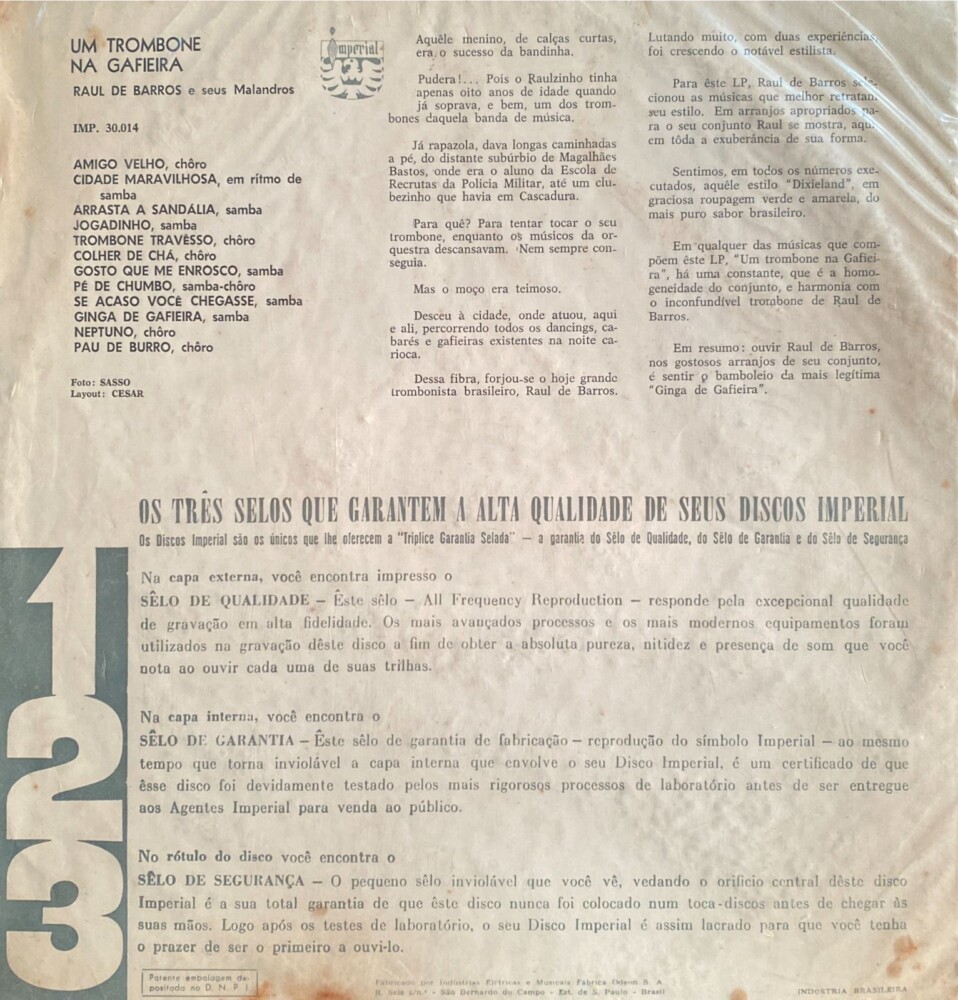 UM TROMBONE
NA GAFIEIRA
RAUL DE BARROS e seus Malandros
IMP. 30.014
AMIGO VELHO, chôro
CIDADE MARAVILHOSA, em rítmo de
samba
ARRASTA A SANDÁLIA, samba
JOGADINHO, samba
TROMBONE TRAVÊSSO, chôro
COLHER DE CHÁ, chôro
GOSTO QUE ME ENROSCO, samba
PÉ DE CHUMBO, samba-chôro
SE ACASO VOCÊ CHEGASSE, samba
GINGA DE GAFIEIRA, samba
NEPTUNO, chôro
PAU DE BURRO, chôro
Foto: SASSO
Layout: CESAR
Imperial
Aquêle menino, de calças curtas,
era o sucesso da bandinha.
Pudera!... Pois o Raulzinho tinha
apenas oito anos de idade quando
já soprava, e bem, um dos trom-
bones daquela banda de música.
Já rapazola, dava longas caminhadas
a pé, do distante subúrbio de Magalhães
Bastos, onde era o aluno da Escola de
Recrutas da Polícia Militar, até um clu-
bezinho que havia em Cascadura.
Para quê? Para tentar tocar o seu
trombone, enquanto os músicos da or-
questra descansavam. Nem sempre con-
seguia.
Mas o moço era teimoso.
Desceu à cidade, onde atuou, aqui
e ali, percorrendo todos os dancings, ca-
barés e gafieiras existentes na noite ca-
rioca.
Dessa fibra, forjou-se o hoje grande
trombonista brasileiro, Raul de Barros.
Lutando muito, com duas experiências,
foi crescendo o notável estilista.
Para êste LP, Raul de Barros sele-
cionou as músicas que melhor retratam
seu estilo. Em arranjos apropriados pa-
ra o seu conjunto Raul se mostra, aqui
em tôda a exuberância de sua forma.
Sentimos, em todos os números exe-
cutados, aquêle estilo "Dixieland", em
graciosa roupagem verde e amarela, do
mais puro sabor brasileiro.
Em qualquer das músicas que com-
põem êste LP, "Um trombone na Gafiei-
ra", há uma constante, que é a homo-
geneidade do conjunto, e harmonia com
o inconfundível trombone de Raul de
Barros.
Em resumo: ouvir Raul de Barros,
nos gostosos arranjos de seu conjunto,
é sentir o bamboleio da mais legítima
"Ginga de Gafieira".
OS TRÊS SELOS QUE GARANTEM A ALTA QUALIDADE DE SEUS DISCOS IMPERIAL
Os Discos Imperial são os únicos que lhe oferecem a "Tríplice Garantia Selada" — a garantia do Sêlo de Qualidade, do Sêlo de Garantia e do Sêlo de Segurança
1
Na capa externa, você encontra impresso o
SÊLO DE QUALIDADE – Êste sêlo – All Frequency Reproduction – responde pela excepcional qualidade
de gravação em alta fidelidade. Os mais avançados processos e os mais modernos equipamentos foram
utilizados na gravação dêste disco a fim de obter a absoluta pureza, nitidez e presença de som que você
nota ao ouvir cada uma de suas trilhas.
2
Na capa interna, você encontra o
SÊLO DE GARANTIA – Êste sêlo de garantia de fabricação – reprodução do símbolo Imperial – ao mesmo
tempo que torna inviolável a capa interna que envolve o seu Disco Imperial, é um certificado de que
êsse disco foi devidamente testado pelos mais rigorosos processos de laboratório antes de ser entregue
aos Agentes Imperial para venda ao público.
3
No rótulo do disco você encontra o
SÊLO DE SEGURANÇA – O pequeno sêlo inviolável que você vê, vedando o orifício central dêste disco
Imperial é a sua total garantia de que êste disco nunca foi colocado num toca-discos antes de chegar às
suas mãos. Logo após os testes de laboratório, o seu Disco Imperial é assim lacrado para que você tenha
o prazer de ser o primeiro a ouví-lo.
Patente embalagem de-
positada no D. N. P. I
Fabricado por Indústrias Elétricas e Musicais Fábrica Odeon S. A.
R. Seis s/n.º - São Bernardo do Campo - Est. de S. Paulo - Brasil
INDÚSTRIA BRASILEIRA